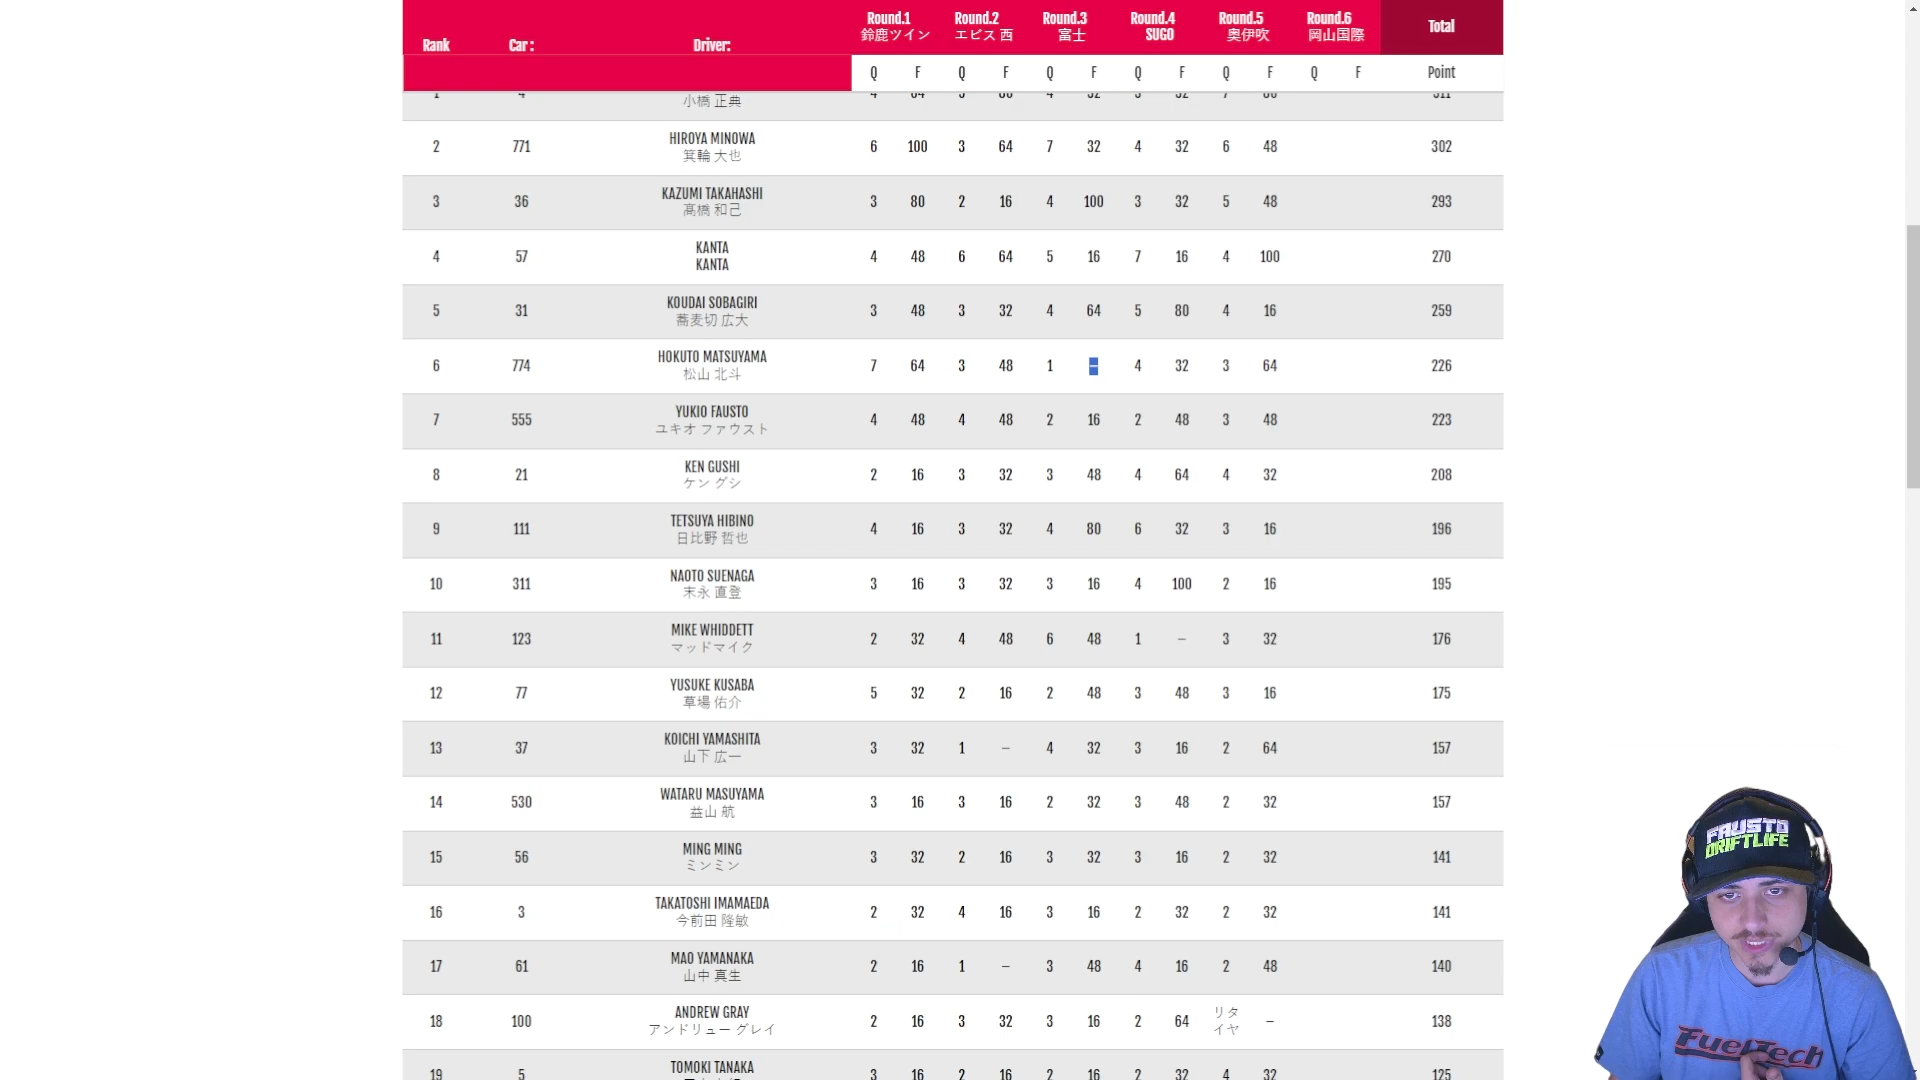 Rank Car : Driver: Round.1 Round.2 Round.3 Round.4 Round.5 Round.6 Total
鈴鹿ツイン エビス 西 富士 SUGO 奥伊吹 岡山国際
Q F Q F Q F Q F Q F Q F Point
小橋 正典
2 771 HIROYA MINOWA 6 100 3 64 7 32 4 32 6 48 302
箕輪 大也
3 36 KAZUMI TAKAHASHI 3 80 2 16 4 100 3 32 5 48 293
高橋 和己
4 57 KANTA 4 48 6 64 5 16 7 16 4 100 270
KANTA
5 31 KOUDAI SOBAGIRI 3 48 3 32 4 64 5 80 4 16 259
蕎麦切 広大
6 774 HOKUTO MATSUYAMA 7 64 3 48 1 – 4 32 3 64 226
松山 北斗
7 555 YUKIO FAUSTO 4 48 4 48 2 16 2 48 3 48 223
ユキオ ファウスト
8 21 KEN GUSHI 2 16 3 32 3 48 4 64 4 32 208
ケン グシ
9 111 TETSUYA HIBINO 4 16 3 32 4 80 6 32 3 16 196
日比野 哲也
10 311 NAOTO SUENAGA 3 16 3 32 3 16 4 100 2 16 195
末永 直登
11 123 MIKE WHIDDETT 2 32 4 48 6 48 1 – 3 32 176
マッドマイク
12 77 YUSUKE KUSABA 5 32 2 16 2 48 3 48 3 16 175
草場 佑介
13 37 KOICHI YAMASHITA 3 32 1 – 4 32 3 16 2 64 157
山下 広一
14 530 WATARU MASUYAMA 3 16 3 16 2 32 3 48 2 32 157
益山 航
15 56 MING MING 3 32 2 16 3 32 3 16 2 32 141
ミンミン
16 3 TAKATOSHI IMAMAEDA 2 32 4 16 3 16 2 32 2 32 141
今前田 隆敏
17 61 MAO YAMANAKA 2 16 1 – 3 48 4 16 2 48 140
山中 真生
18 100 ANDREW GRAY 2 16 3 32 3 16 2 64 リタイヤ – 138
アンドリュー グレイ
19 5 TOMOKI TANAKA 3 16 2 16 2 16 2 32 4 32 125
FAUSTO
DRIFTLIFE
FuelTech